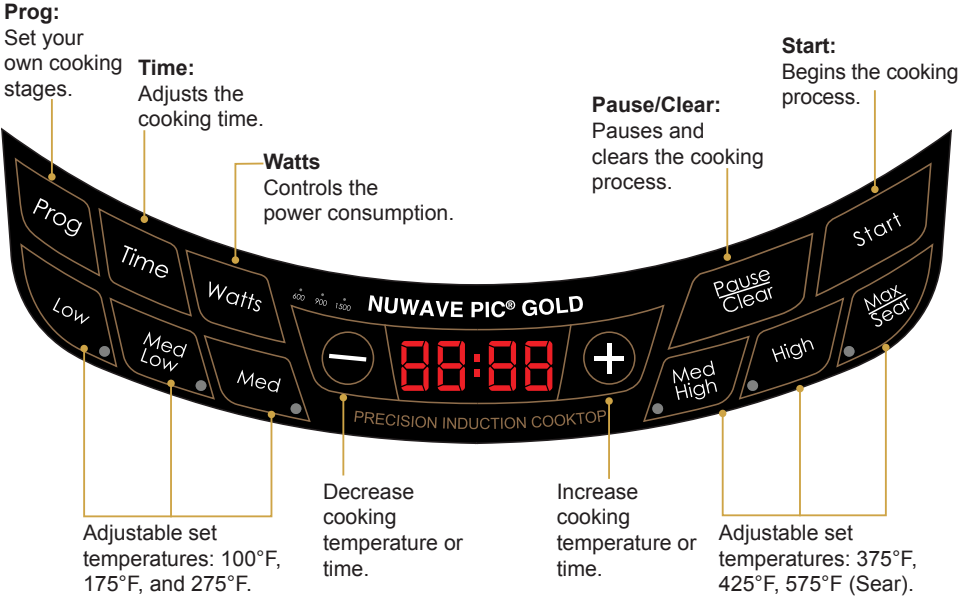 Prog:
Set your
own cooking
stages.
Time:
Adjusts the
cooking time.
Watts
Controls the
power consumption.
Pause/Clear:
Pauses and
clears the cooking
process.
Start:
Begins the cooking
process.
Prog
Time
Watts
Low
Med
Low
Med
600 900 1500
NUWAVE PIC® GOLD
88:88
PRECISION INDUCTION COOKTOP
Pause
Clear
Start
Med
High
High
Max
Sear
Adjustable set
temperatures: 100°F,
175°F, and 275°F.
Decrease
cooking
temperature or
time.
Increase
cooking
temperature or
time.
Adjustable set
temperatures: 375°F,
425°F, 575°F (Sear).